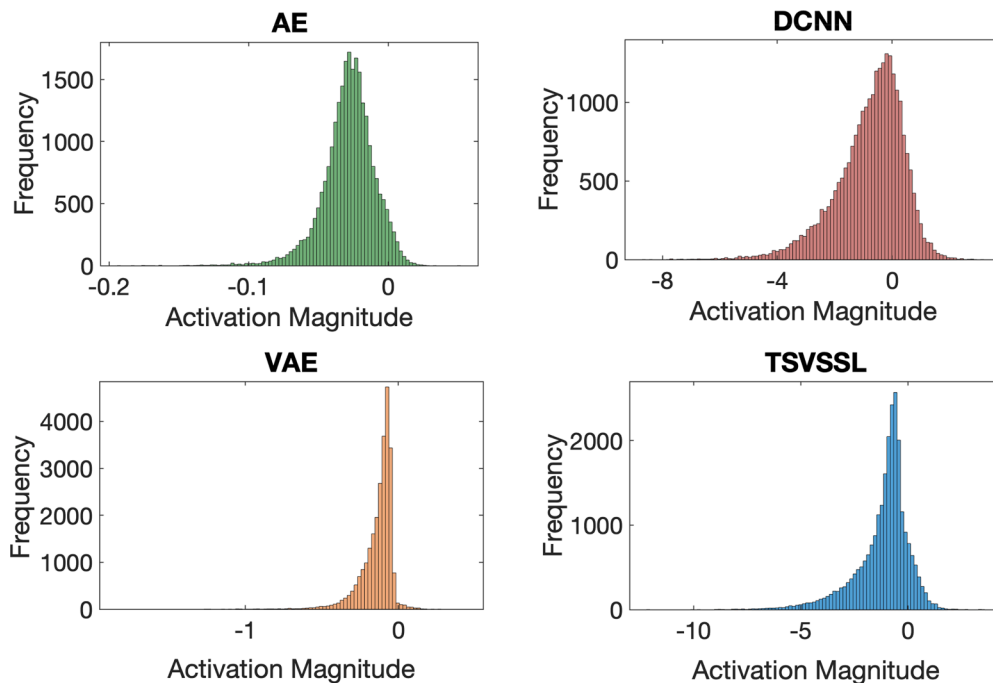 AE
Frequency
1500
1000
500
0
-0.2
-0.1
0
Activation Magnitude
DCNN
Frequency
1000
500
0
-8
-4
0
Activation Magnitude
VAE
Frequency
4000
3000
2000
1000
0
-1
0
Activation Magnitude
TSVSSL
Frequency
2000
1000
0
-10
-5
0
Activation Magnitude